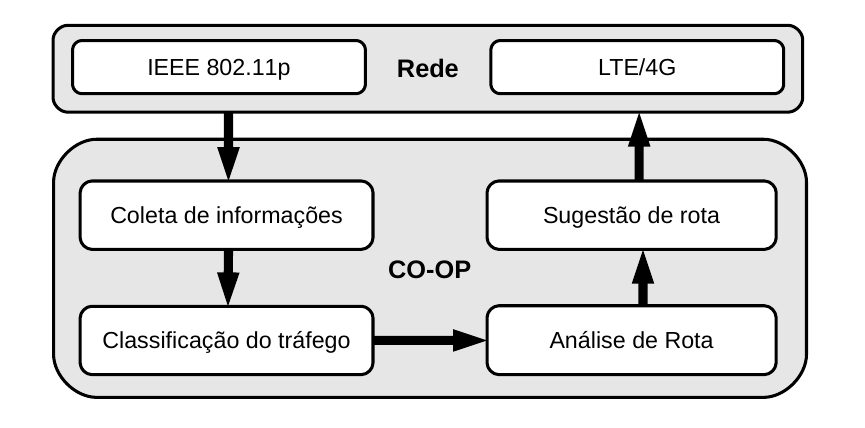 IEEE 802.11p
Rede
LTE/4G
Coleta de informações
Sugestão de rota
CO-OP
Classificação do tráfego
Análise de Rota